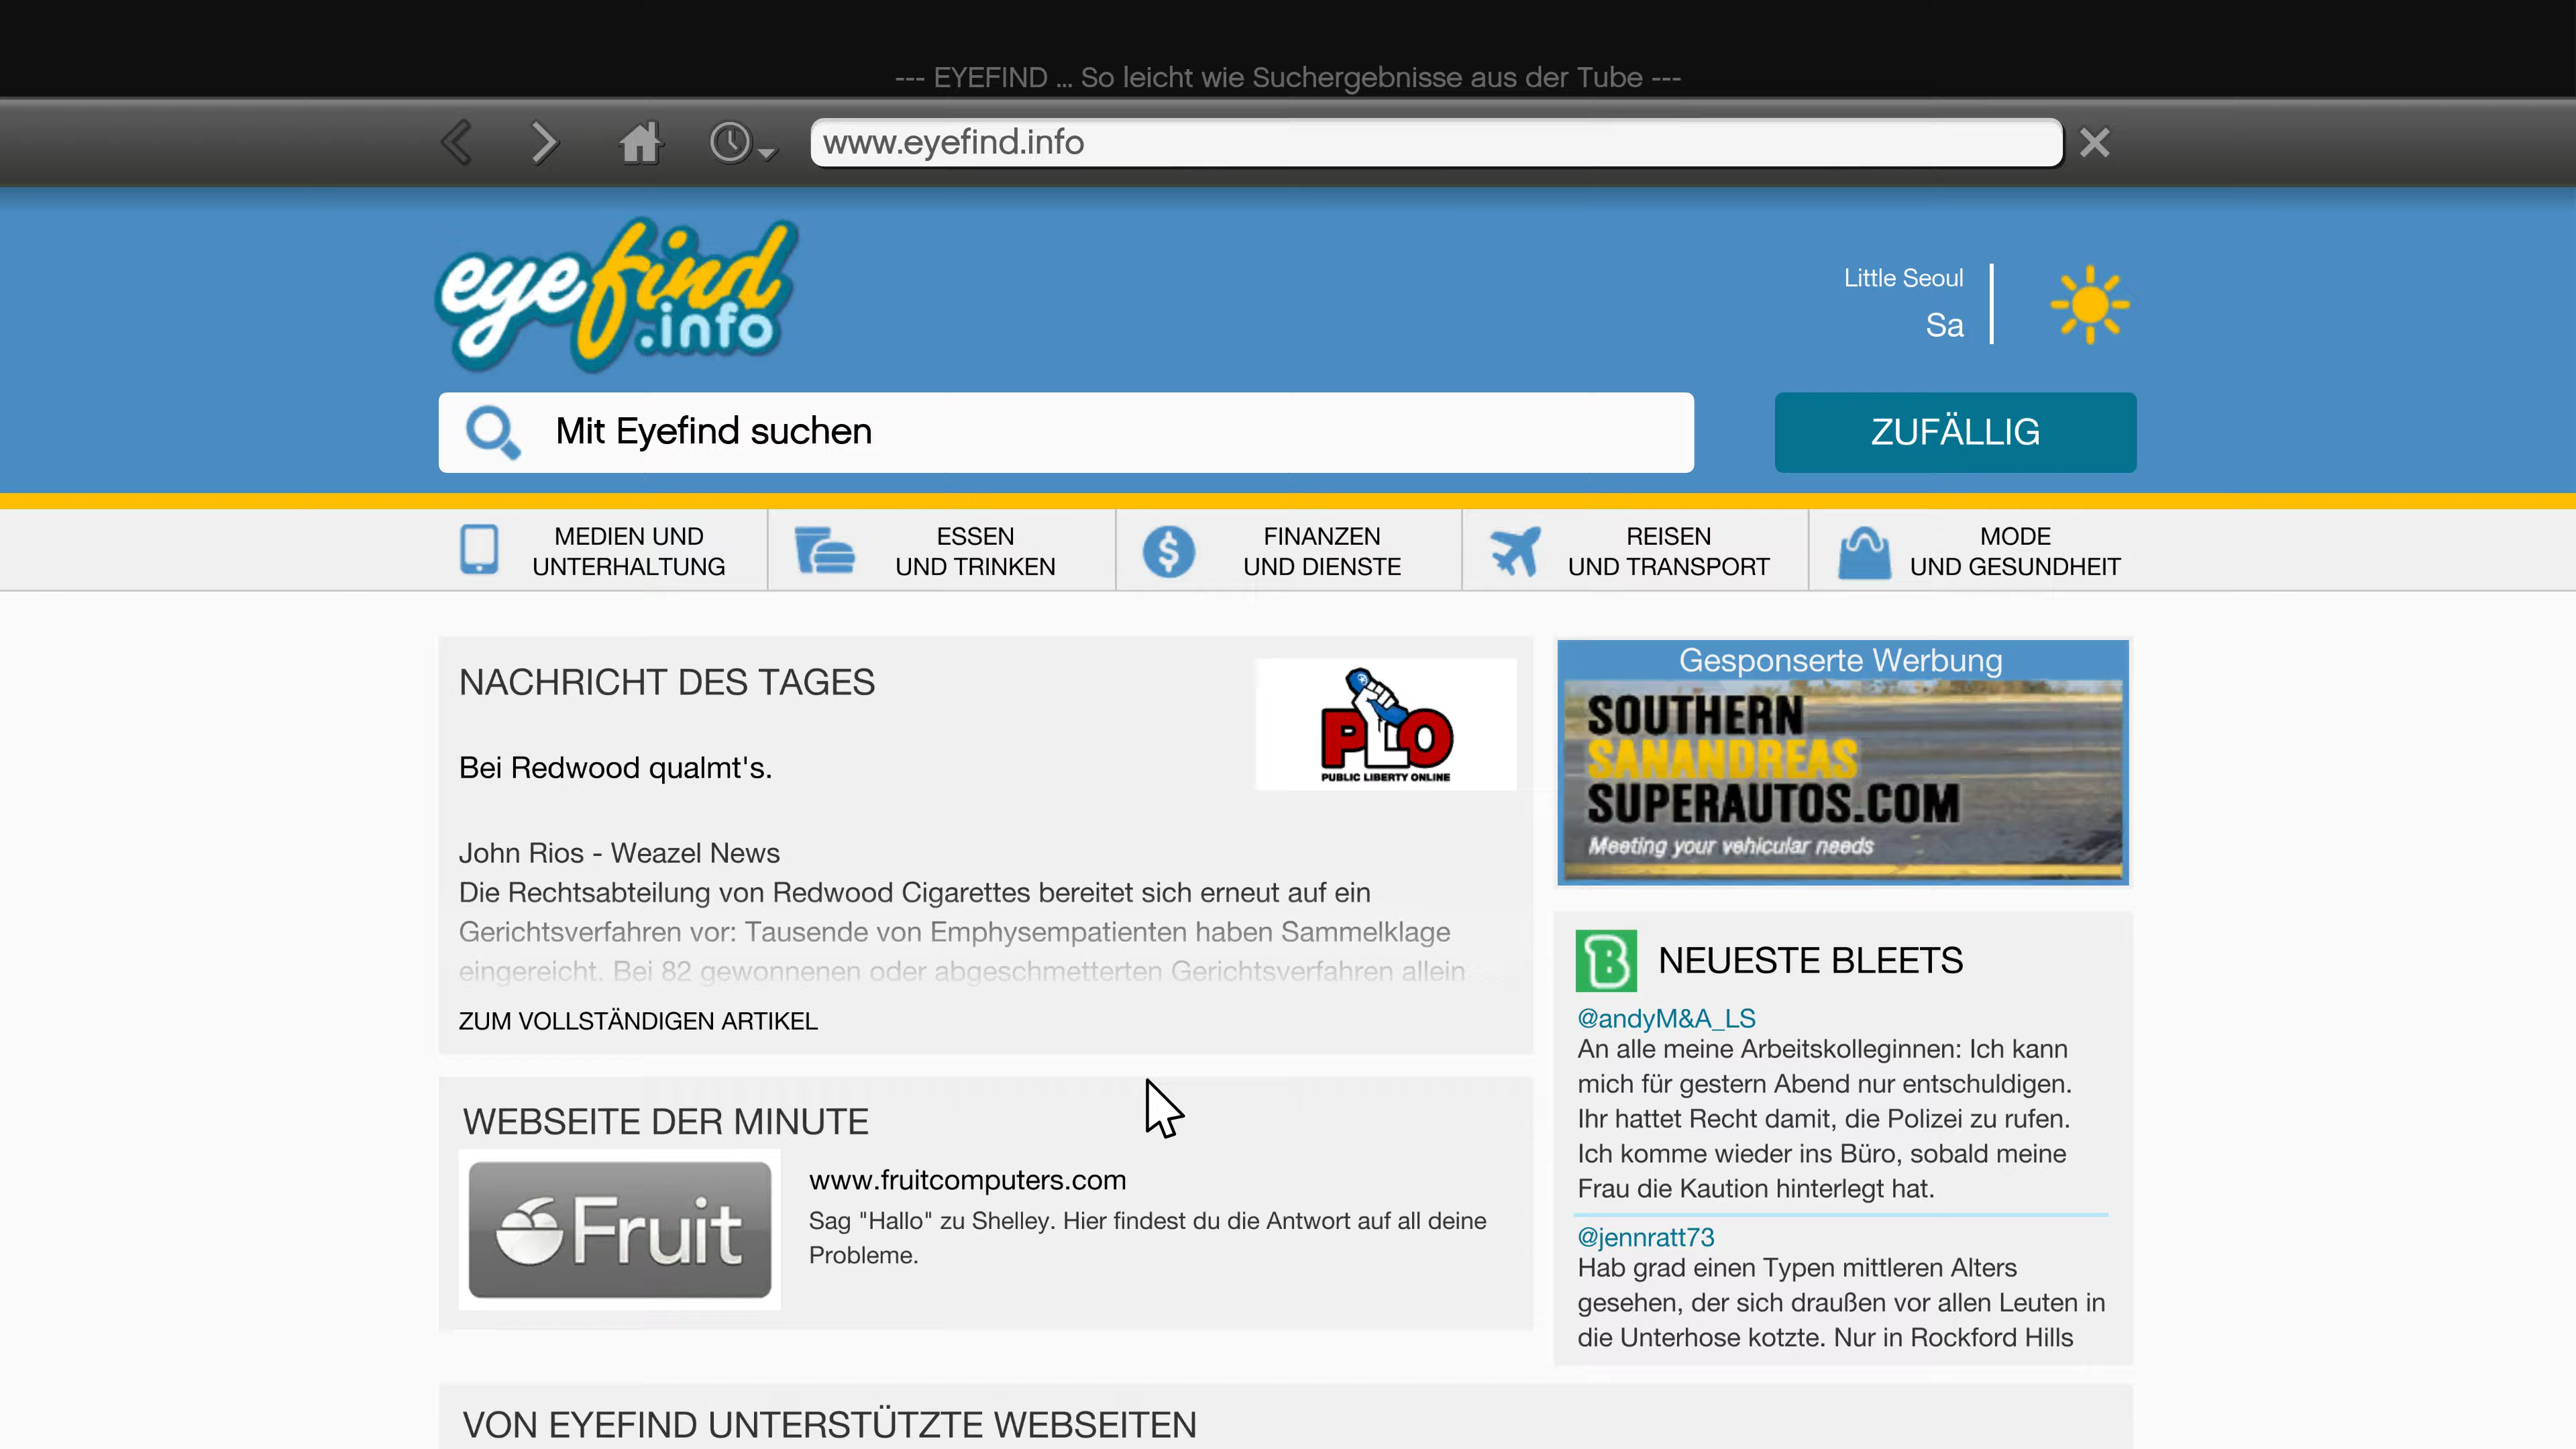 --- EYEFIND ... So leicht wie Suchergebnisse aus der Tube ---
www.eyefind.info
eyefind
.info
Little Seoul
Sa
Mit Eyefind suchen
ZUFÄLLIG
MEDIEN UND
UNTERHALTUNG
ESSEN
UND TRINKEN
FINANZEN
UND DIENSTE
REISEN
UND TRANSPORT
MODE
UND GESUNDHEIT
NACHRICHT DES TAGES
PLO
PUBLIC LIBERTY ONLINE
Bei Redwood qualmt's.
John Rios - Weazel News
Die Rechtsabteilung von Redwood Cigarettes bereitet sich erneut auf ein
Gerichtsverfahren vor: Tausende von Emphysempatienten haben Sammelklage
eingereicht. Bei 82 gewonnenen oder abgeschmetterten Gerichtsverfahren allein
ZUM VOLLSTÄNDIGEN ARTIKEL
WEBSEITE DER MINUTE
Fruit
www.fruitcomputers.com
Sag "Hallo" zu Shelley. Hier findest du die Antwort auf all deine
Probleme.
Gesponserte Werbung
SOUTHERN
SANANDREAS
SUPERAUTOS.COM
Meeting your vehicular needs
B
NEUESTE BLEETS
@andyM&A_LS
An alle meine Arbeitskolleginnen: Ich kann
mich für gestern Abend nur entschuldigen.
Ihr hattet Recht damit, die Polizei zu rufen.
Ich komme wieder ins Büro, sobald meine
Frau die Kaution hinterlegt hat.
@jennratt73
Hab grad einen Typen mittleren Alters
gesehen, der sich draußen vor allen Leuten in
die Unterhose kotzte. Nur in Rockford Hills
VON EYEFIND UNTERSTÜTZTE WEBSEITEN